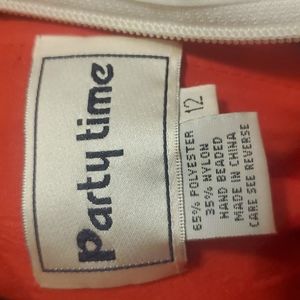 Party time
12
65% POLYESTER
35% NYLON
HAND BEADED
MADE IN CHINA
CARE SEE REVERSE